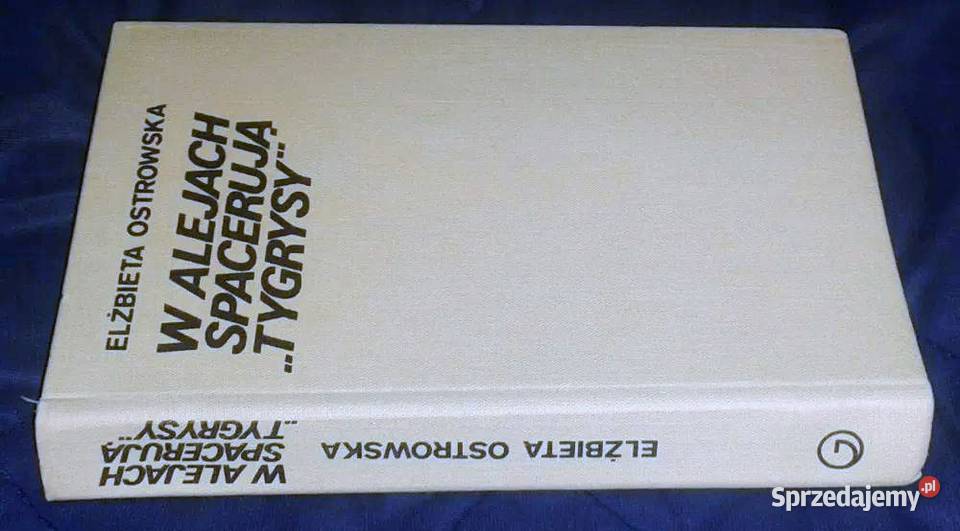 ELŻBIETA OSTROWSKA
W ALEJACH
SPACERUJĄ
„TYGRYSY”
W ALEJACH
SPACERUJĄ
„TYGRYSY”
ELŻBIETA OSTROWSKA
Sprzedajemy.pl